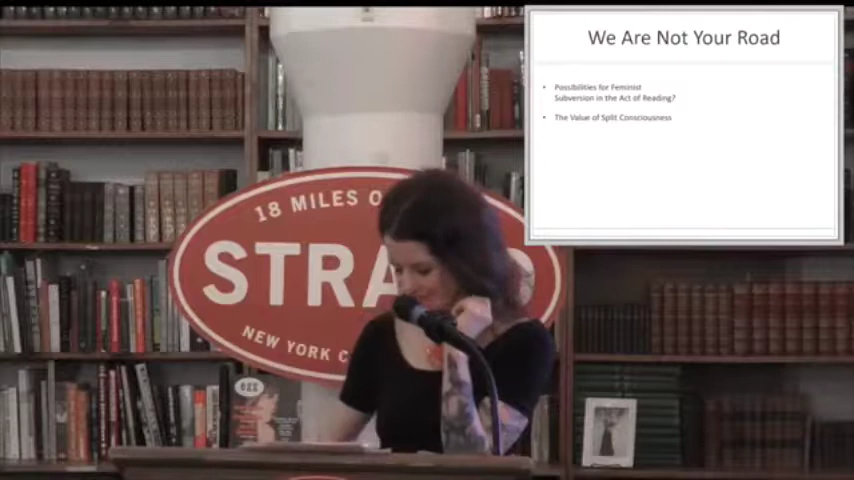 We Are Not Your Road
Possibilities for Feminist
Subversion in the Act of Reading?
The Value of Split Consciousness
18 MILES O
STRA
NEW YORK C